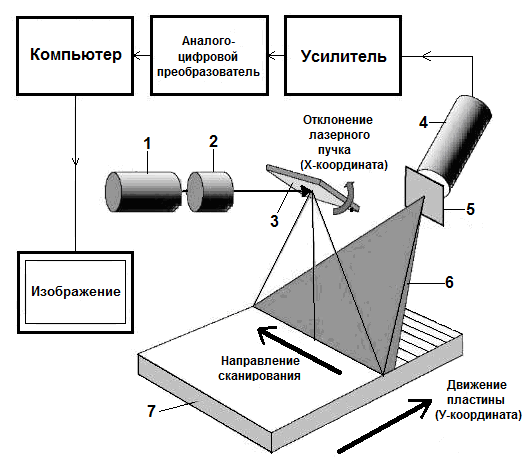 Компьютер
Аналого-
цифровой
преобразователь
Усилитель
Отклонение
лазерного
пучка
(Х-координата)
1
2
3
4
5
6
Изображение
Направление
сканирования
7
Движение
пластины
(У-координата)